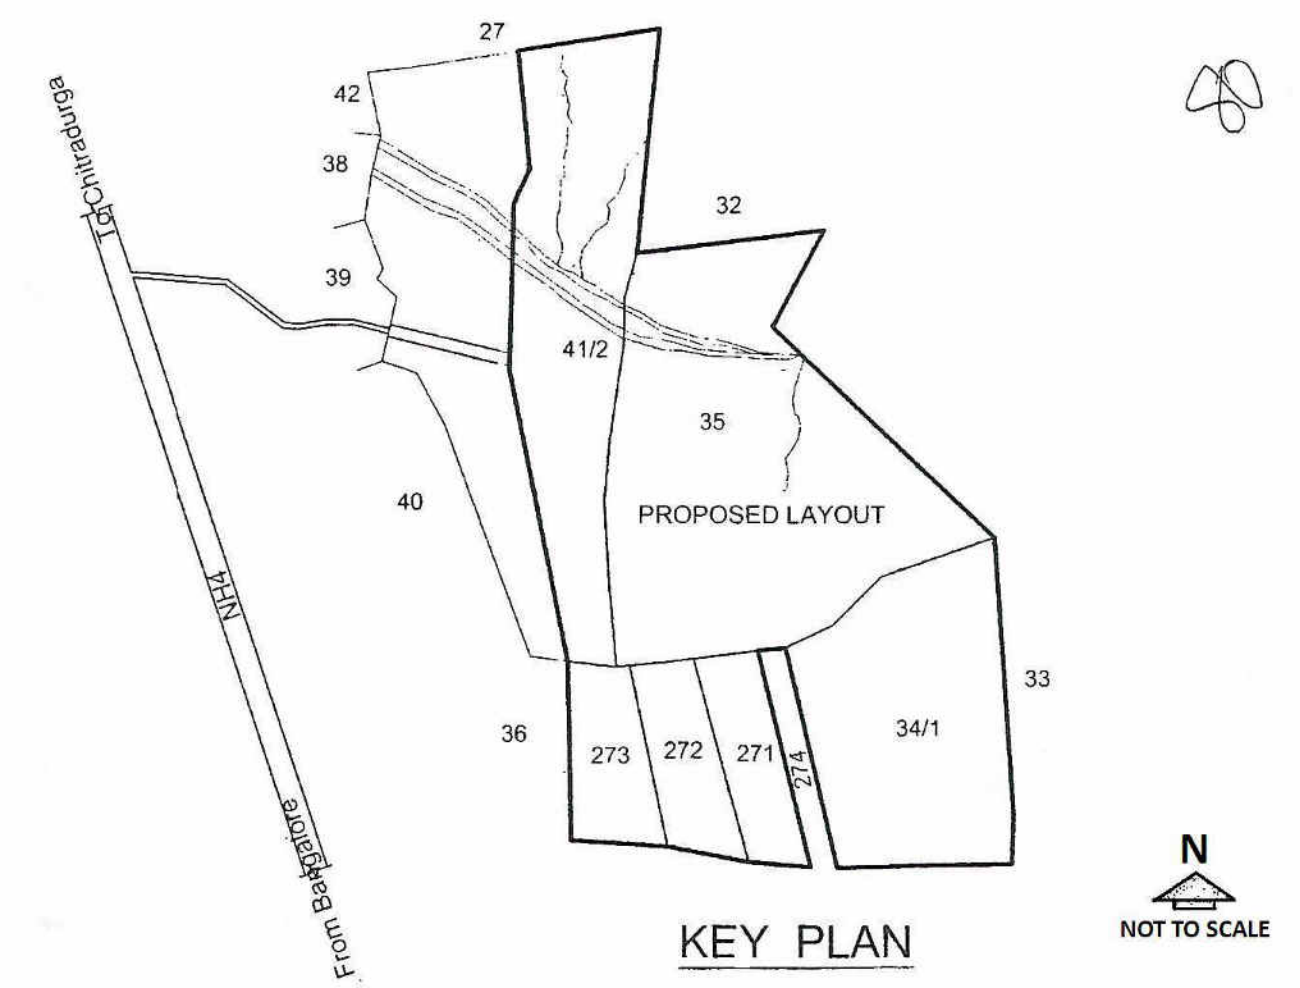 27
42
To Chitradurga
38
32
39
41/2
35
40
PROPOSED LAYOUT
NH4
33
36
34/1
273
272
271
274
From Bangalore
N
NOT TO SCALE
KEY PLAN